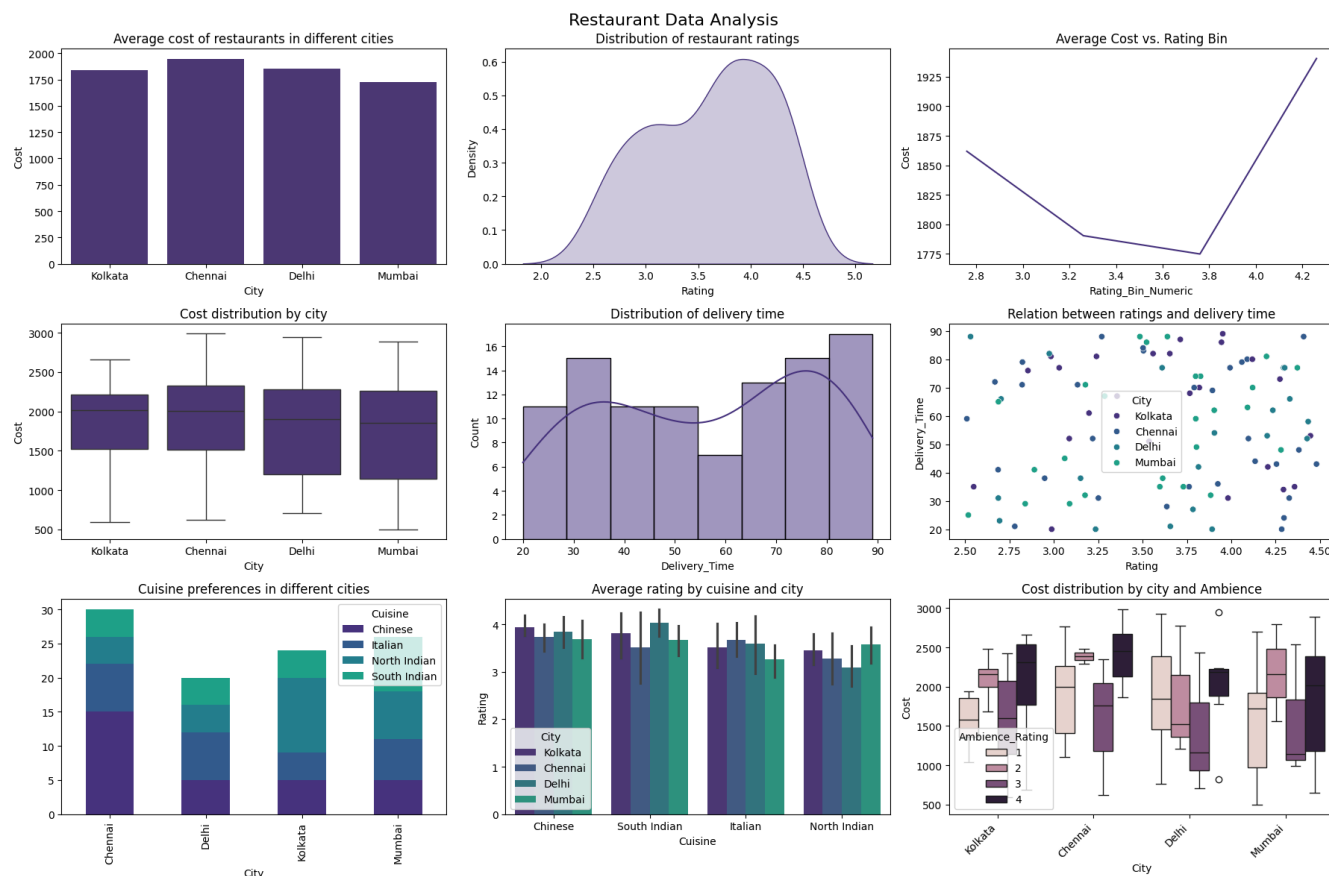 Restaurant Data Analysis
Average cost of restaurants in different cities
Cost
2000
1750
1500
1250
1000
750
500
250
0
Kolkata Chennai Delhi Mumbai
City
Distribution of restaurant ratings
Density
0.6
0.5
0.4
0.3
0.2
0.1
0.0
2.0 2.5 3.0 3.5 4.0 4.5 5.0
Rating
Average Cost vs. Rating Bin
Cost
1925
1900
1875
1850
1825
1800
1775
2.8 3.0 3.2 3.4 3.6 3.8 4.0 4.2
Rating_Bin_Numeric
Cost distribution by city
Cost
3000
2500
2000
1500
1000
500
Kolkata Chennai Delhi Mumbai
City
Distribution of delivery time
Count
16
14
12
10
8
6
4
2
0
20 30 40 50 60 70 80 90
Delivery_Time
Relation between ratings and delivery time
Delivery_Time
90
80
70
60
50
40
30
20
City
Kolkata
Chennai
Delhi
Mumbai
2.50 2.75 3.00 3.25 3.50 3.75 4.00 4.25 4.50
Rating
Cuisine preferences in different cities
30
25
20
15
10
5
0
Cuisine
Chinese
Italian
North Indian
South Indian
Chennai Delhi Kolkata Mumbai
City
Average rating by cuisine and city
Rating
4
3
2
1
0
City
Kolkata
Chennai
Delhi
Mumbai
Chinese South Indian Italian North Indian
Cuisine
Cost distribution by city and Ambience
Cost
3000
2500
2000
1500
1000
500
Ambience_Rating
1
2
3
4
Kolkata Chennai Delhi Mumbai
City